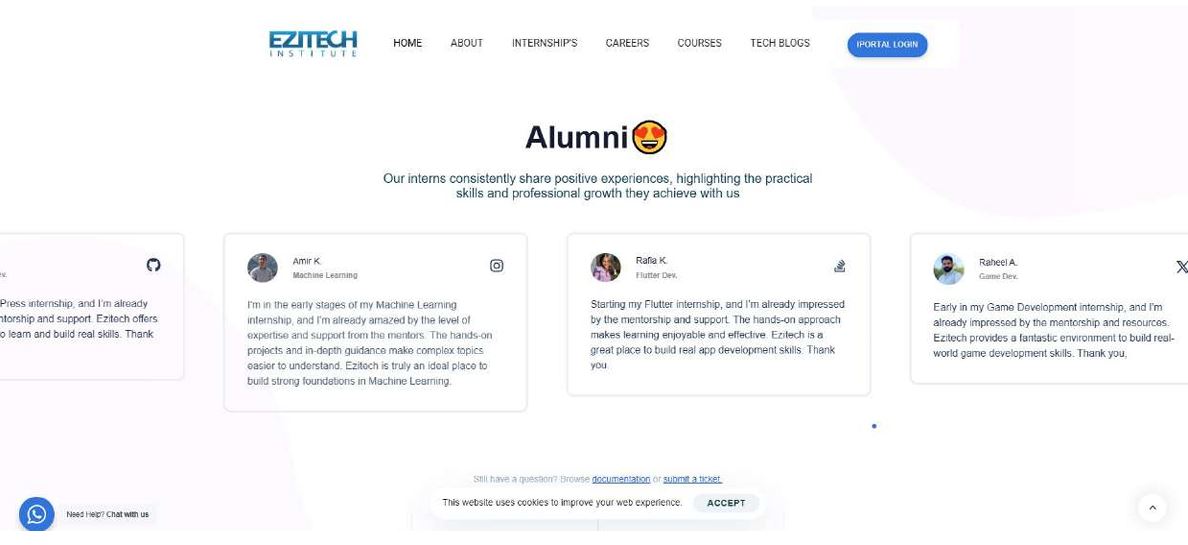 EZITECH
INSTITUTE
HOME
ABOUT
INTERNSHIP'S
CAREERS
COURSES
TECH BLOGS
IPORTAL LOGIN
Alumni
Our interns consistently share positive experiences, highlighting the practical
skills and professional growth they achieve with us
Press internship, and I'm already
ntorship and support. Ezitech offers
o learn and build real skills. Thank
Amir K.
Machine Learning
I'm in the early stages of my Machine Learning
internship, and I'm already amazed by the level of
expertise and support from the mentors. The hands-on
projects and in-depth guidance make complex topics
easier to understand. Ezitech is truly an ideal place to
build strong foundations in Machine Learning.
Rafia K.
Flutter Dev.
Starting my Flutter internship, and I'm already impressed
by the mentorship and support. The hands-on approach
makes learning enjoyable and effective. Ezitech is a
great place to build real app development skills. Thank
you.
Raheel A.
Game Dev.
Early in my Game Development internship, and I'm
already impressed by the mentorship and resources.
Ezitech provides a fantastic environment to build real-
world game development skills. Thank you,
Still have a question? Browse documentation or submit a ticket.
This website uses cookies to improve your web experience.
ACCEPT
Need Help? Chat with us